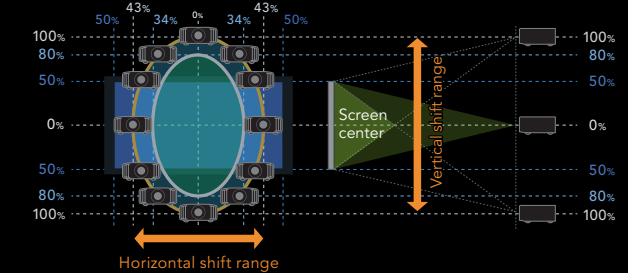 43% 0% 43%
50% 34% 34% 50%
100% 100%
80% 80%
50% 50%
0% Screen center 0%
Vertical shift range
50% 50%
80% 80%
100% 100%
Horizontal shift range